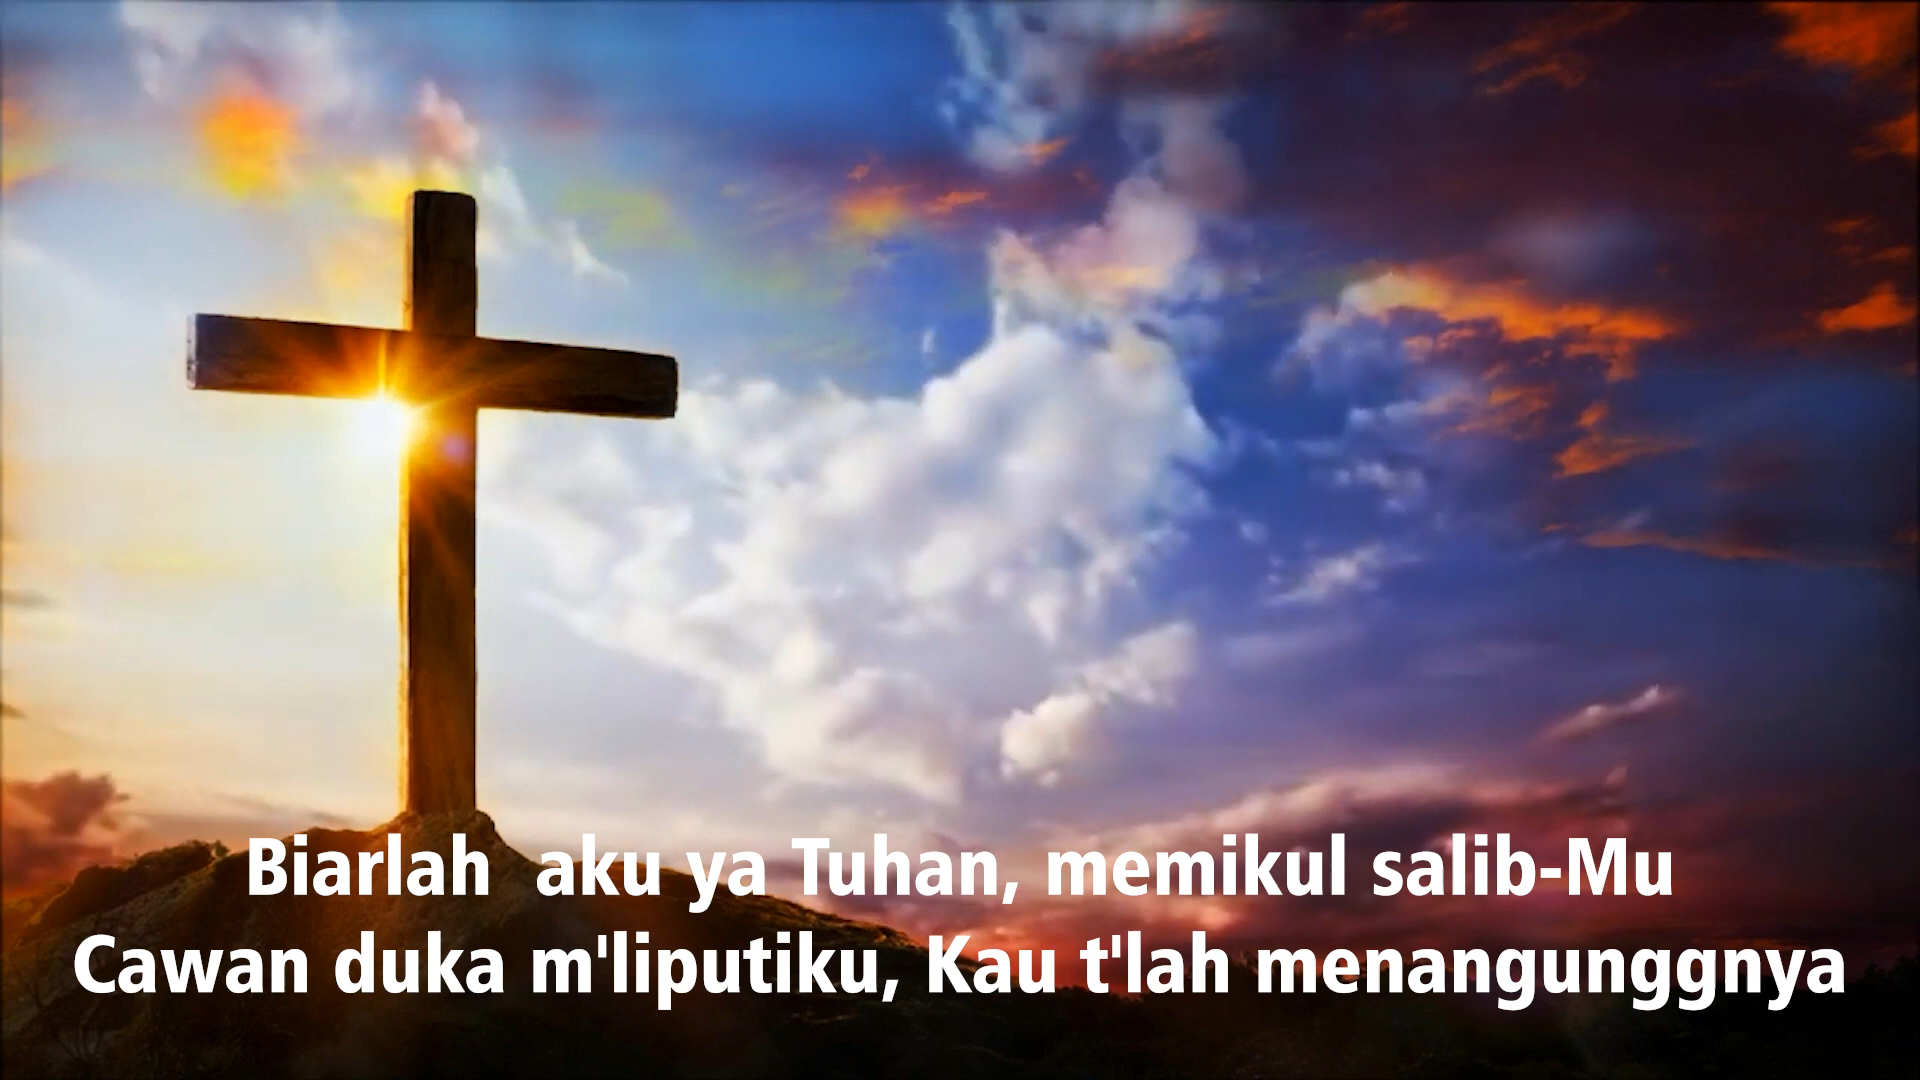 Biarlah  aku ya Tuhan, memikul salib-Mu
Cawan duka m'liputiku, Kau t'lah menangunggnya